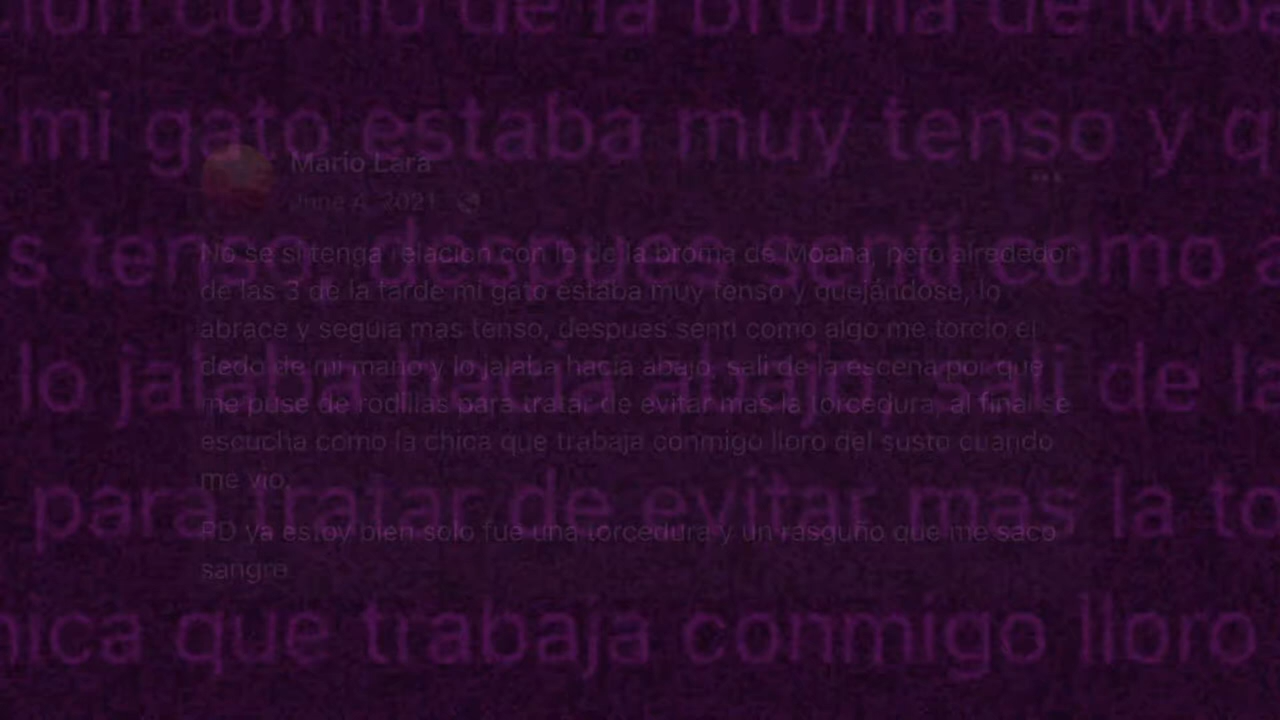 ion con lo de la broma de Moa
mi gato estaba muy tenso y q
s tenso, despues senti como a
lo jalaba hacia abajo, sali de la
para tratar de evitar mas la to
hica que trabaja conmigo lloro
Mario Lara
June 4, 2021
No se si tenga relacion con lo de la broma de Moana, pero alrededor
de las 3 de la tarde mi gato estaba muy tenso y quejándose, lo
abrace y seguia mas tenso, despues senti como algo me torcio el
dedo de mi mano y lo jalaba hacia abajo, sali de la escena por que
me puse de rodillas para tratar de evitar mas la torcedura, al final se
escucha como la chica que trabaja conmigo lloro del susto cuando
me vio.
PD ya estoy bien solo fue una torcedura y un rasguño que me saco
sangre.